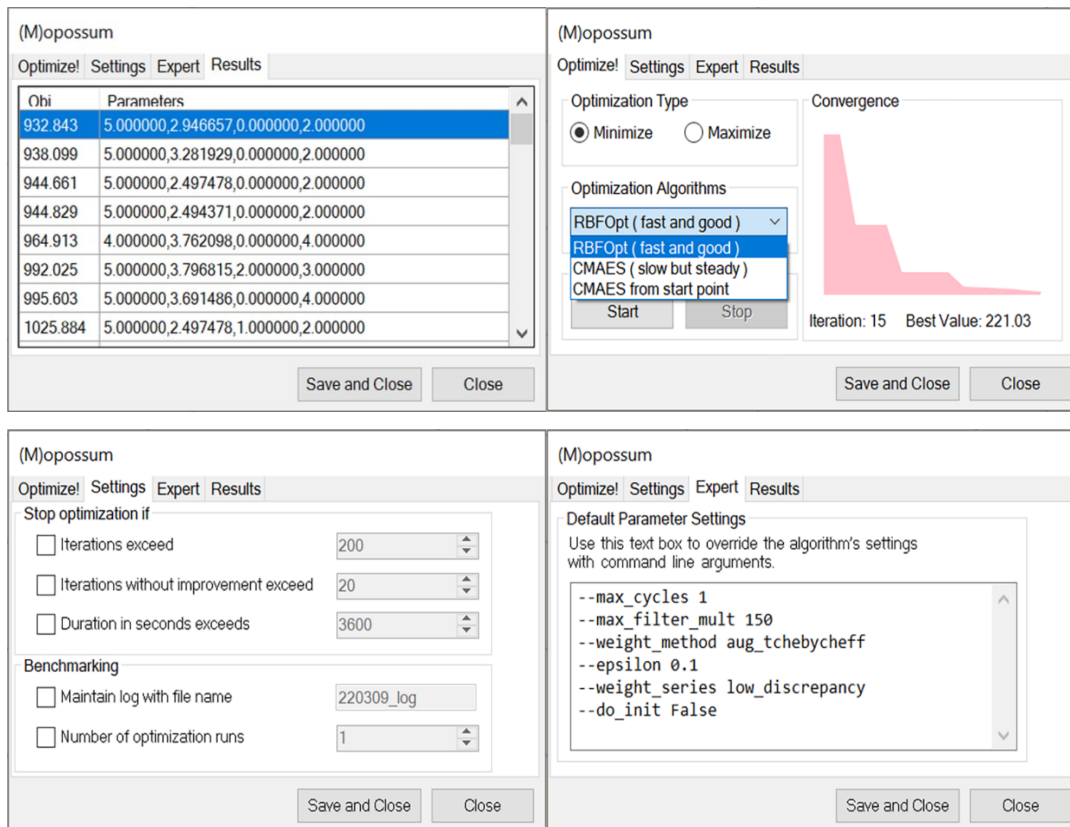 (M)opossum
Optimize! Settings Expert Results
Obj Parameters
932.843 5.000000,2.946657,0.000000,2.000000
938.099 5.000000,3.281929,0.000000,2.000000
944.661 5.000000,2.497478,0.000000,2.000000
944.829 5.000000,2.494371,0.000000,2.000000
964.913 4.000000,3.762098,0.000000,4.000000
992.025 5.000000,3.796815,2.000000,3.000000
995.603 5.000000,3.691486,0.000000,4.000000
1025.884 5.000000,2.497478,1.000000,2.000000
Save and Close Close
(M)opossum
Optimize! Settings Expert Results
Optimization Type
Minimize Maximize
Optimization Algorithms
RBFOpt ( fast and good )
RBFOpt ( fast and good )
CMAES ( slow but steady )
CMAES from start point
Start Stop
Convergence
Iteration: 15 Best Value: 221.03
Save and Close Close
(M)opossum
Optimize! Settings Expert Results
Stop optimization if
Iterations exceed 200
Iterations without improvement exceed 20
Duration in seconds exceeds 3600
Benchmarking
Maintain log with file name 220309_log
Number of optimization runs 1
Save and Close Close
(M)opossum
Optimize! Settings Expert Results
Default Parameter Settings
Use this text box to override the algorithm's settings
with command line arguments.
--max_cycles 1
--max_filter_mult 150
--weight_method aug_tchebycheff
--epsilon 0.1
--weight_series low_discrepancy
--do_init False
Save and Close Close